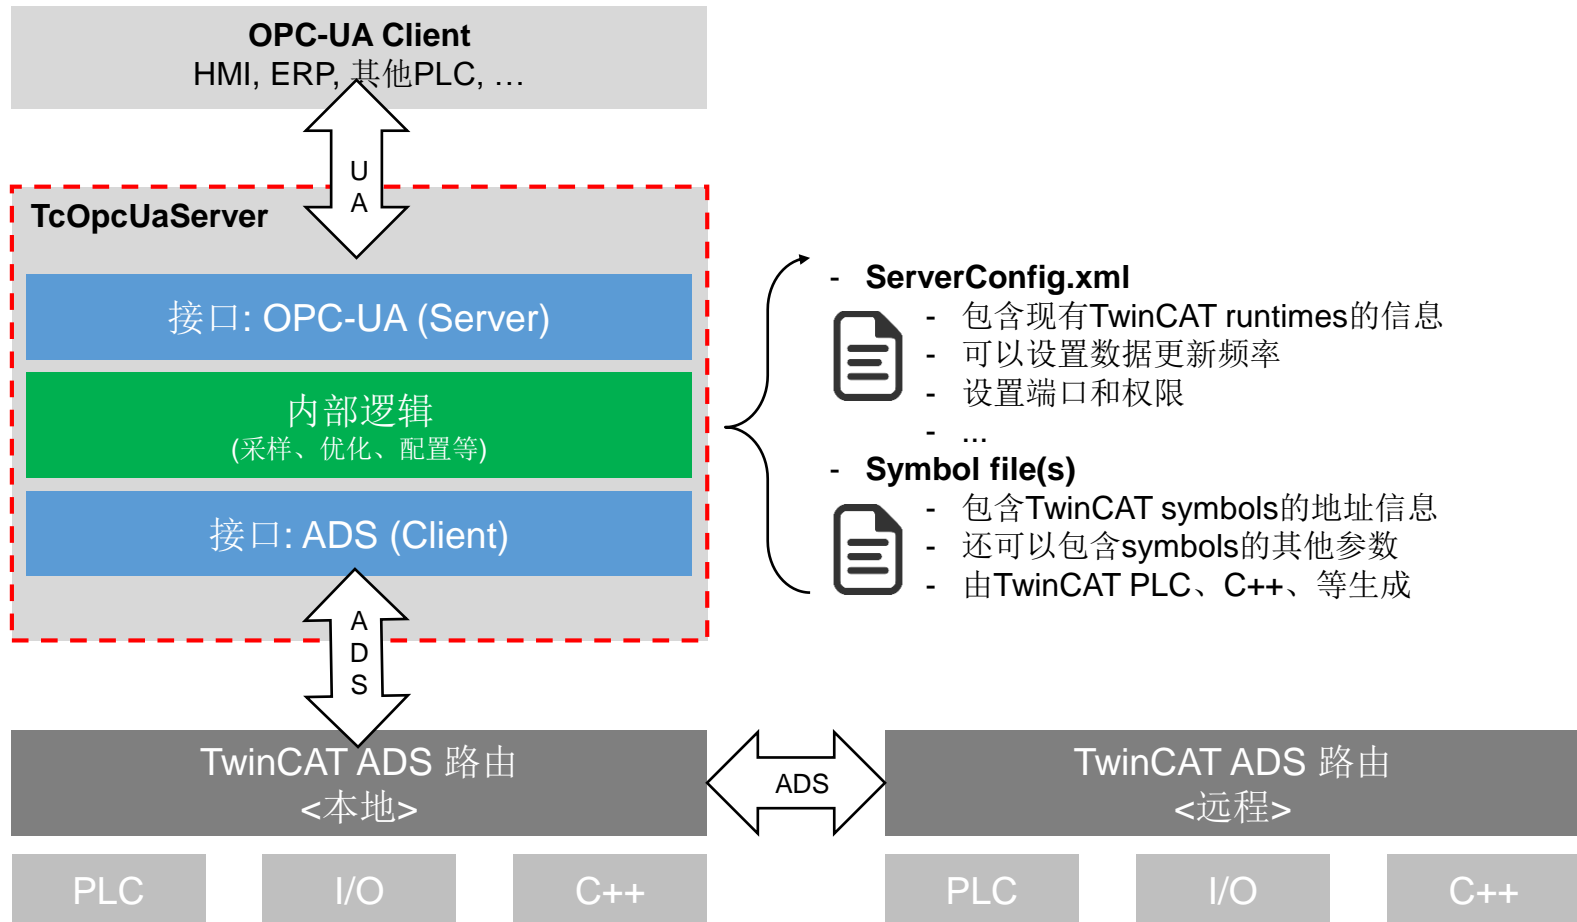 OPC-UA Client
HMI, ERP, 其他PLC, …
U
A
TcOpcUaServer
接口: OPC-UA (Server)
内部逻辑
(采样、优化、配置等)
接口: ADS (Client)
A
D
S
- ServerConfig.xml
- 包含现有TwinCAT runtimes的信息
- 可以设置数据更新频率
- 设置端口和权限
- ...
- Symbol file(s)
- 包含TwinCAT symbols的地址信息
- 还可以包含symbols的其他参数
- 由TwinCAT PLC、C++、等生成
TwinCAT ADS 路由
<本地>
ADS
TwinCAT ADS 路由
<远程>
PLC
I/O
C++
PLC
I/O
C++